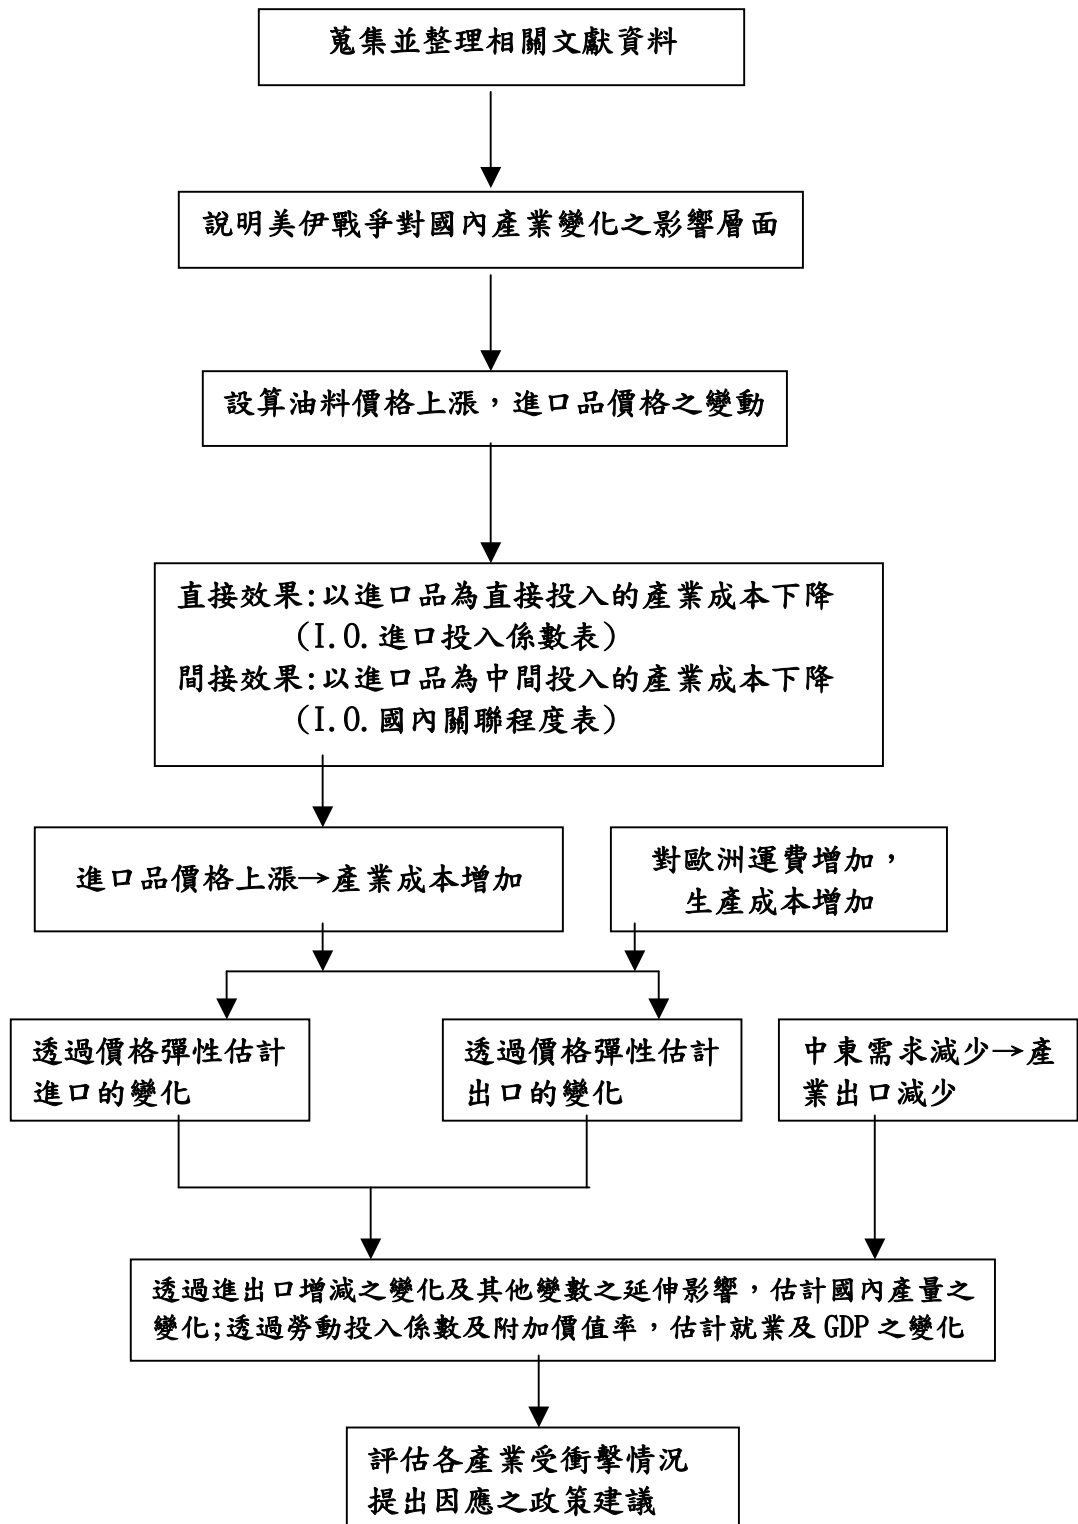 蒐集並整理相關文獻資料
說明美伊戰爭對國內產業變化之影響層面
設算油料價格上漲，進口品價格之變動
直接效果:以進口品為直接投入的產業成本下降
(I.O.進口投入係數表)
間接效果:以進口品為中間投入的產業成本下降
(I.O.國內關聯程度表)
進口品價格上漲→產業成本增加
對歐洲運費增加，
生產成本增加
透過價格彈性估計
進口的變化
透過價格彈性估計
出口的變化
中東需求減少→產
業出口減少
透過進出口增減之變化及其他變數之延伸影響，估計國內產量之
變化;透過勞動投入係數及附加價值率，估計就業及 GDP 之變化
評估各產業受衝擊情況
提出因應之政策建議